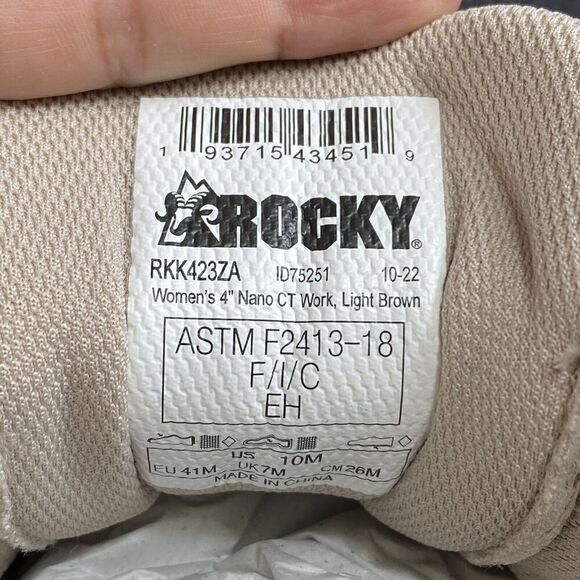 1 93715 43451 9
ROCKY®
RKK423ZA ID75251 10-22
Women's 4" Nano CT Work, Light Brown
ASTM F2413-18
F/I/C
EH
US 10M
EU 41M UK 7M CM 26M
MADE IN CHINA